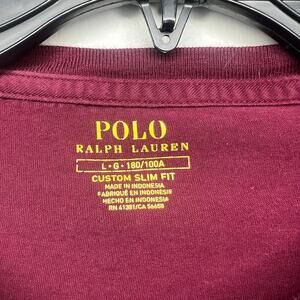 POLO
RALPH LAUREN
L•G•180/100A
CUSTOM SLIM FIT
MADE IN INDONESIA
FABRIQUÉ EN INDONÉSIE
HECHO EN INDONESIA
RN 41381/CA 56658